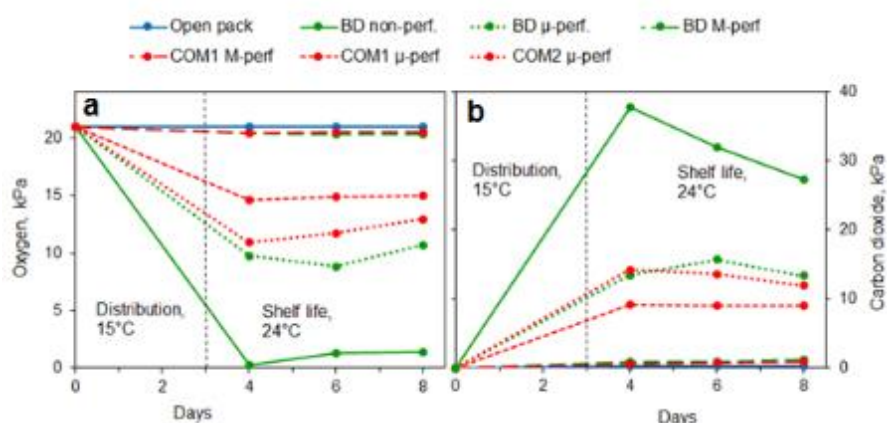 Open pack BD non-perf. BD μ-perf. BD M-perf
COM1 M-perf COM1 μ-perf COM2 μ-perf
a
20
15
10
5
0
Oxygen, kPa
Distribution,
15°C
Shelf life,
24°C
0 2 4 6 8
Days
b
40
30
20
10
0
Carbon dioxide, kPa
Distribution,
15°C
Shelf life,
24°C
0 2 4 6 8
Days